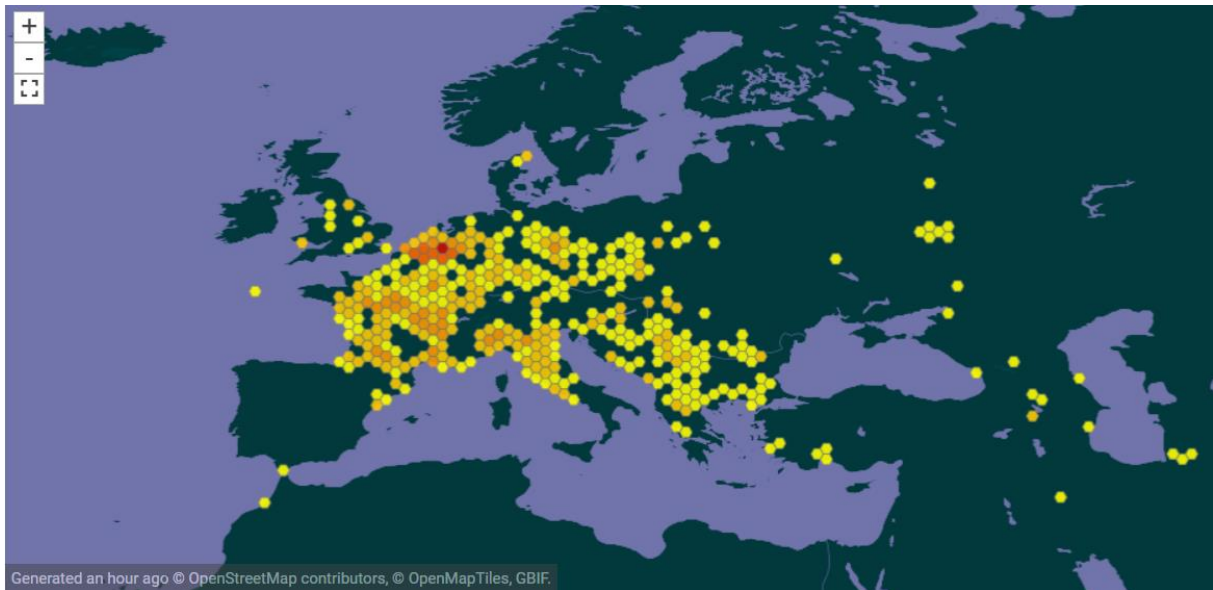 +
-
Generated an hour ago © OpenStreetMap contributors, © OpenMapTiles, GBIF.